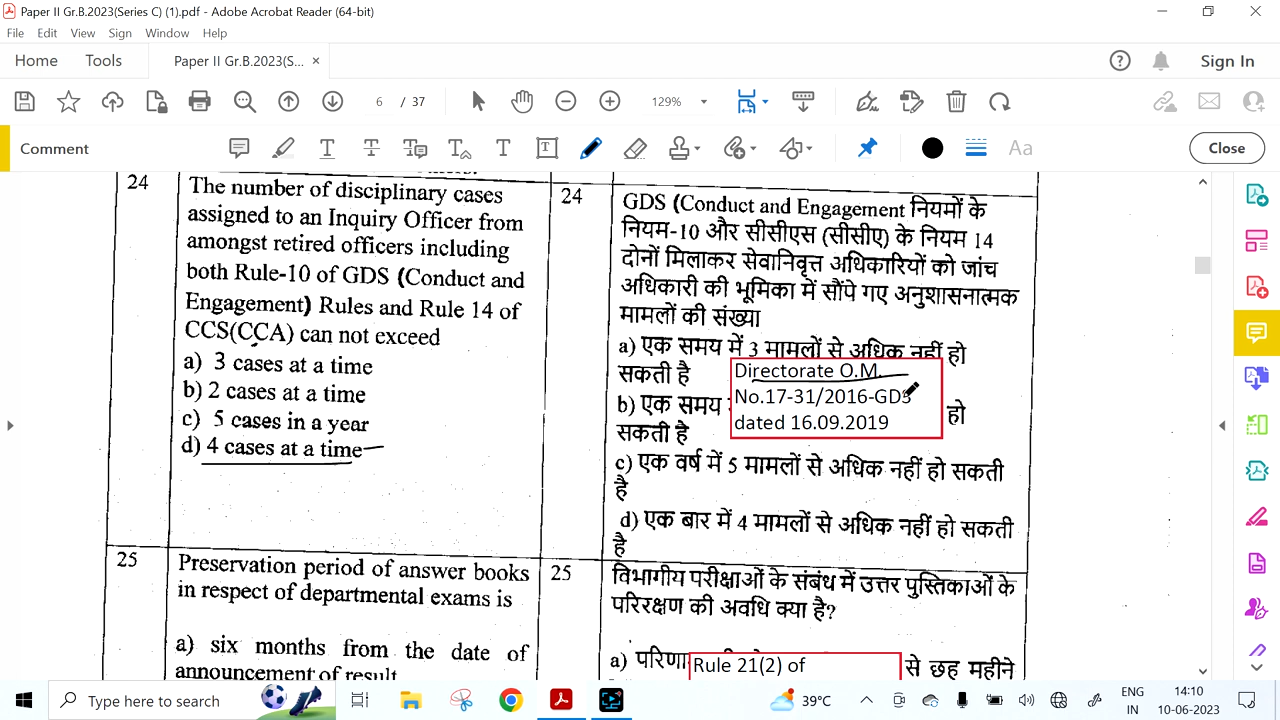 Paper II Gr.B.2023(Series C) (1).pdf - Adobe Acrobat Reader (64-bit)
File Edit View Sign Window Help
Home Tools Paper II Gr.B.2023(S... × Sign In
6 / 37 129%
Comment Aa Close
24 The number of disciplinary cases
assigned to an Inquiry Officer from
amongst retired officers including
both Rule-10 of GDS (Conduct and
Engagement) Rules and Rule 14 of
CCS(CCA) can not exceed
a) 3 cases at a time
b) 2 cases at a time
c) 5 cases in a year
d) 4 cases at a time
24 GDS (Conduct and Engagement नियमों के
नियम-10 और सीसीएस (सीसीए) के नियम 14
दोनों मिलाकर सेवानिवृत्त अधिकारियों को जांच
अधिकारी की भूमिका में सौंपे गए अनुशासनात्मक
मामलों की संख्या
a) एक समय में 3 मामलों से अधिक नहीं हो
सकती है
b) एक समय हो
सकती है
Directorate O.M.
No.17-31/2016-GDS
dated 16.09.2019
c) एक वर्ष में 5 मामलों से अधिक नहीं हो सकती
है
d) एक बार में 4 मामलों से अधिक नहीं हो सकती
है
25 Preservation period of answer books
in respect of departmental exams is
a) six months from the date of
announcement of result
25 विभागीय परीक्षाओं के संबंध में उत्तर पुस्तिकाओं के
परिरक्षण की अवधि क्या है?
a) से छह महीने
Rule 21(2) of
Type here to search
39°C
ENG
IN
14:10
10-06-2023